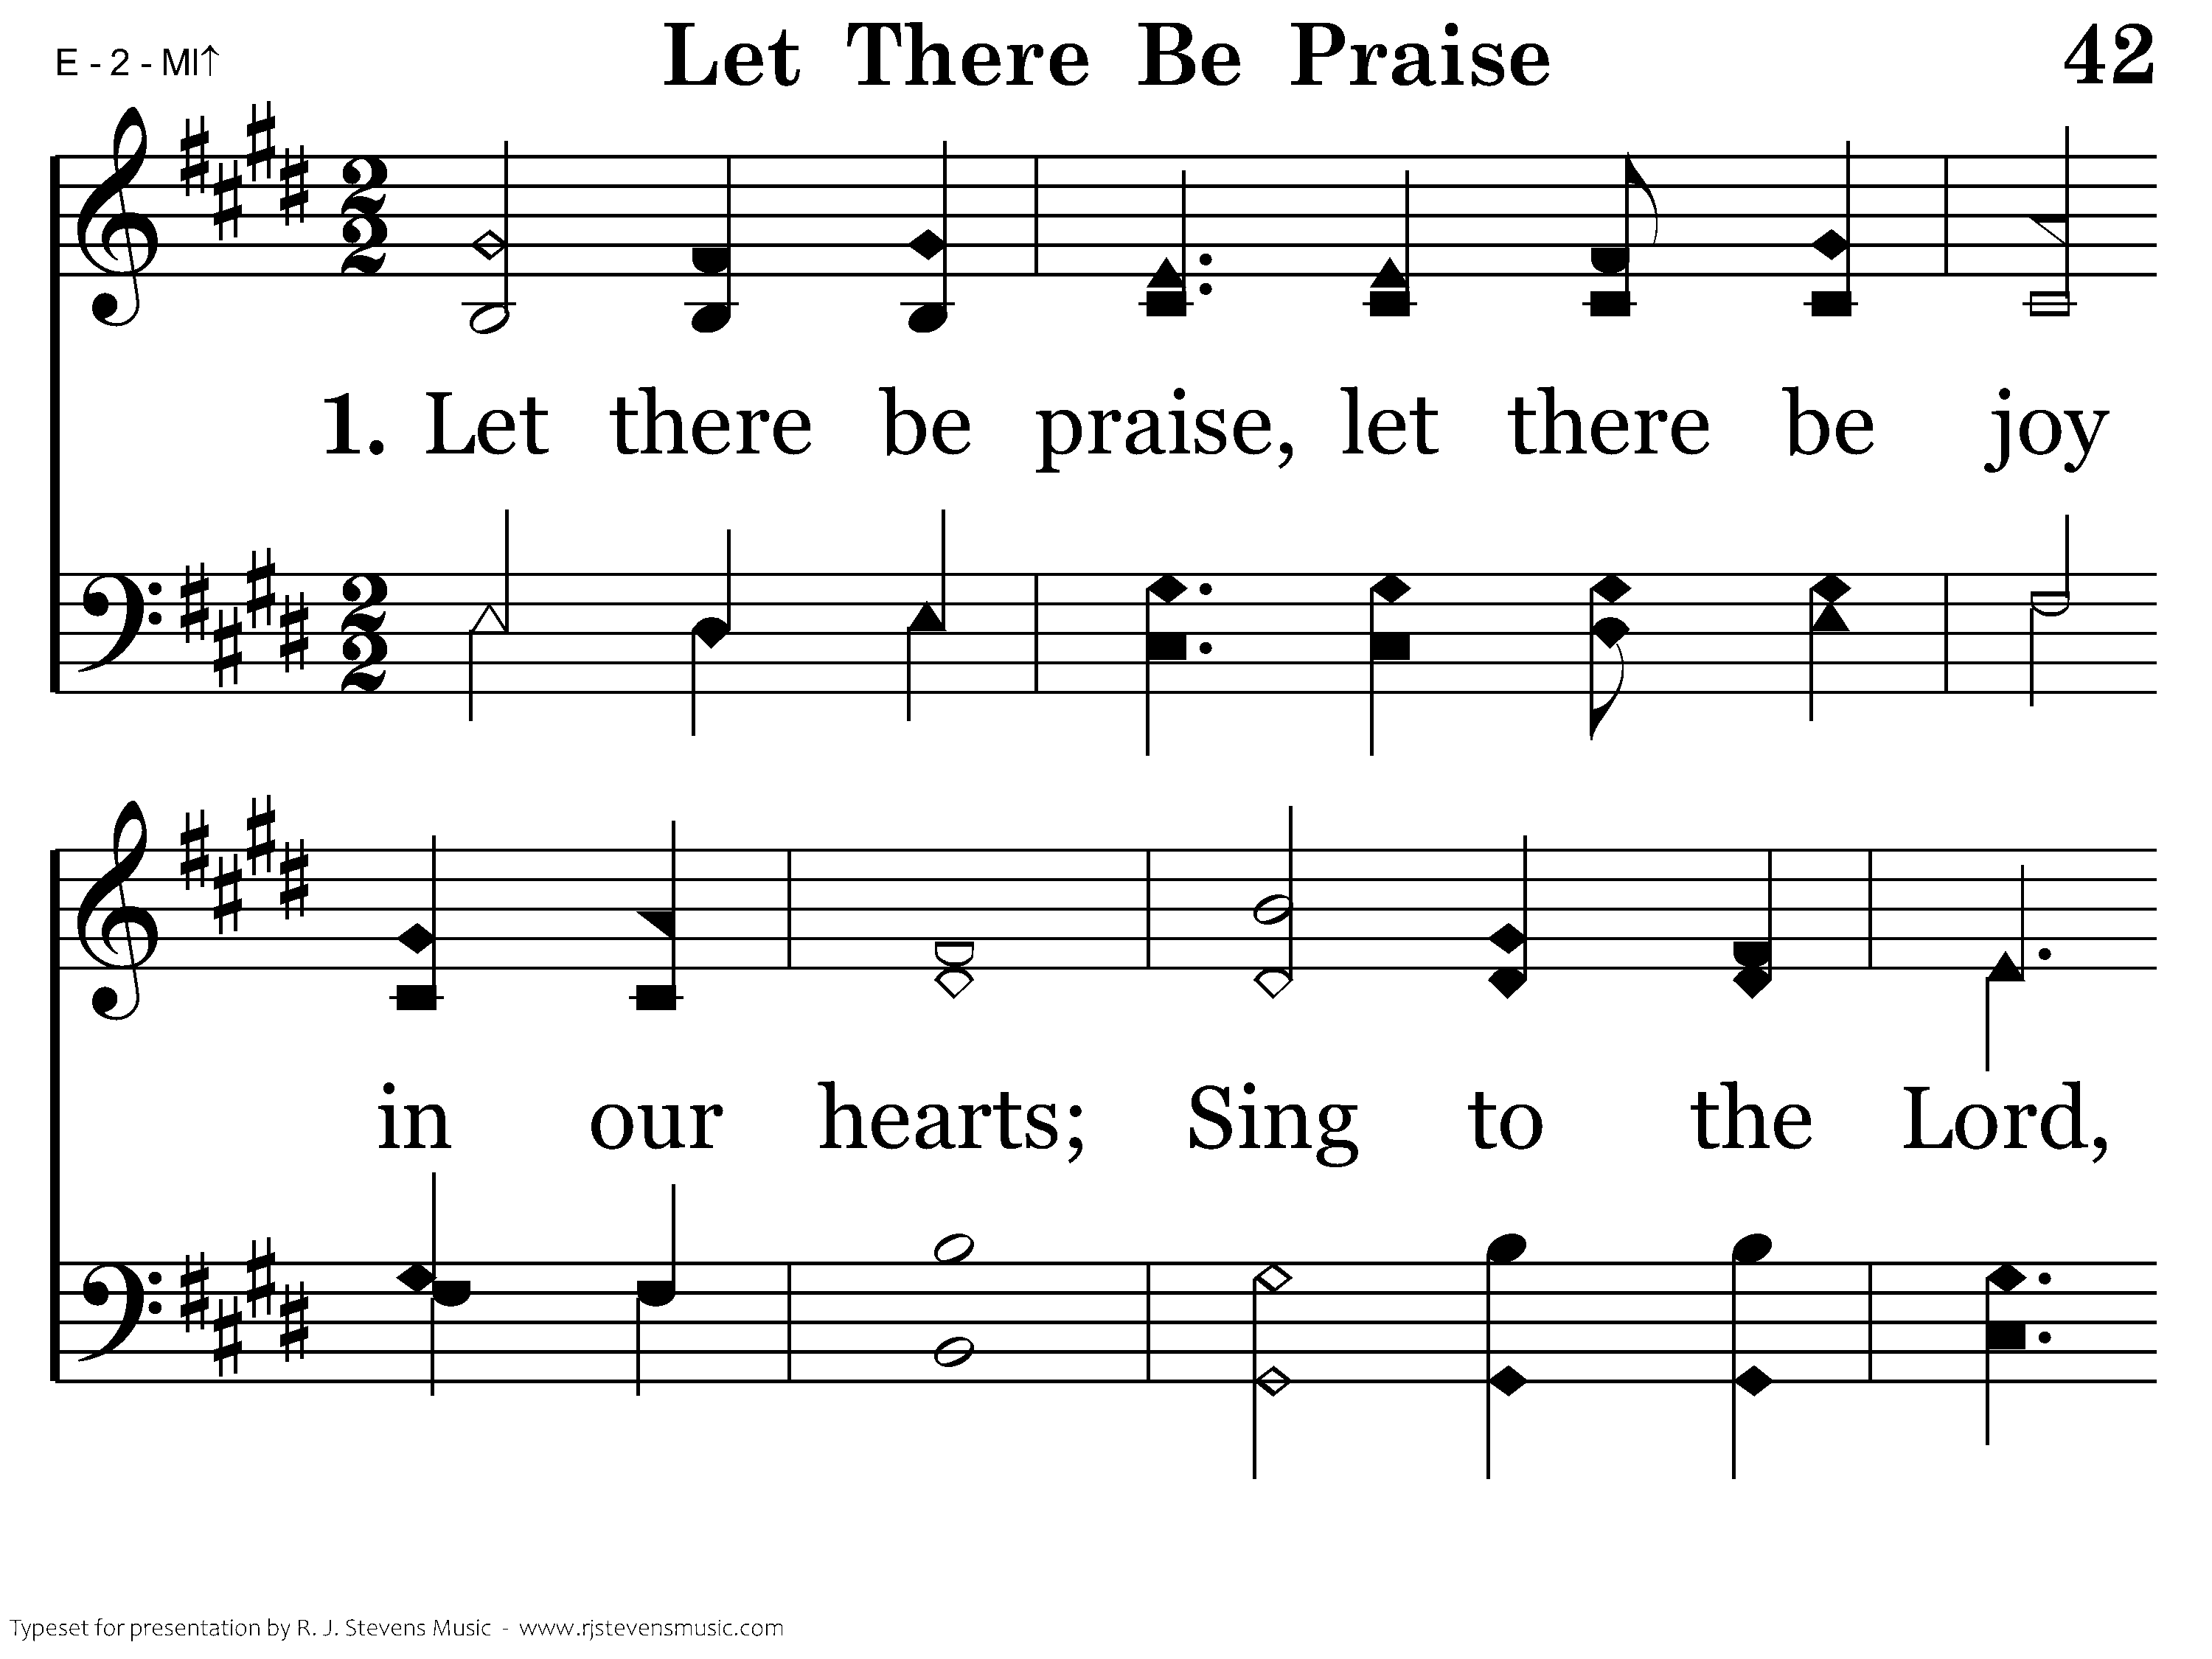 E - 2 - MI↑
Let There Be Praise
42
1. Let there be praise, let there be joy
in our hearts; Sing to the Lord,
Typeset for presentation by R. J. Stevens Music - www.rjstevensmusic.com